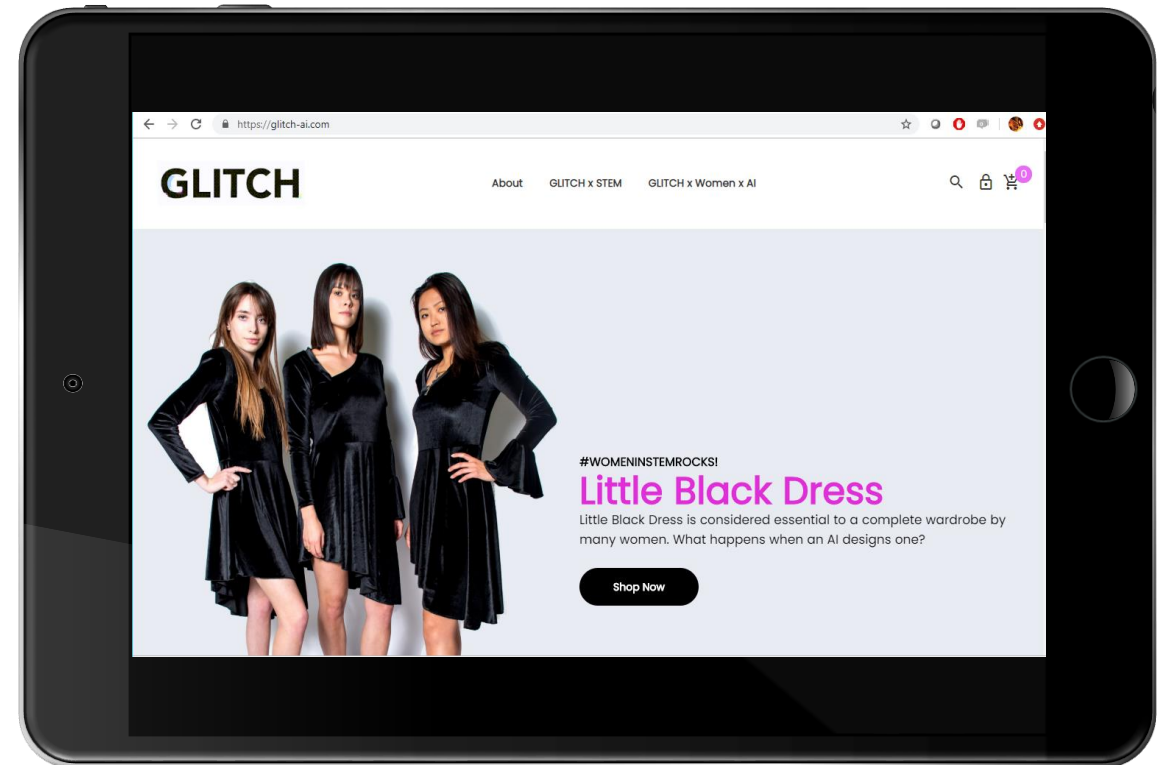 https://glitch-ai.com
GLITCH
About GLITCH x STEM GLITCH x Women x AI
0
#WOMENINSTEMROCKS!
Little Black Dress
Little Black Dress is considered essential to a complete wardrobe by
many women. What happens when an AI designs one?
Shop Now